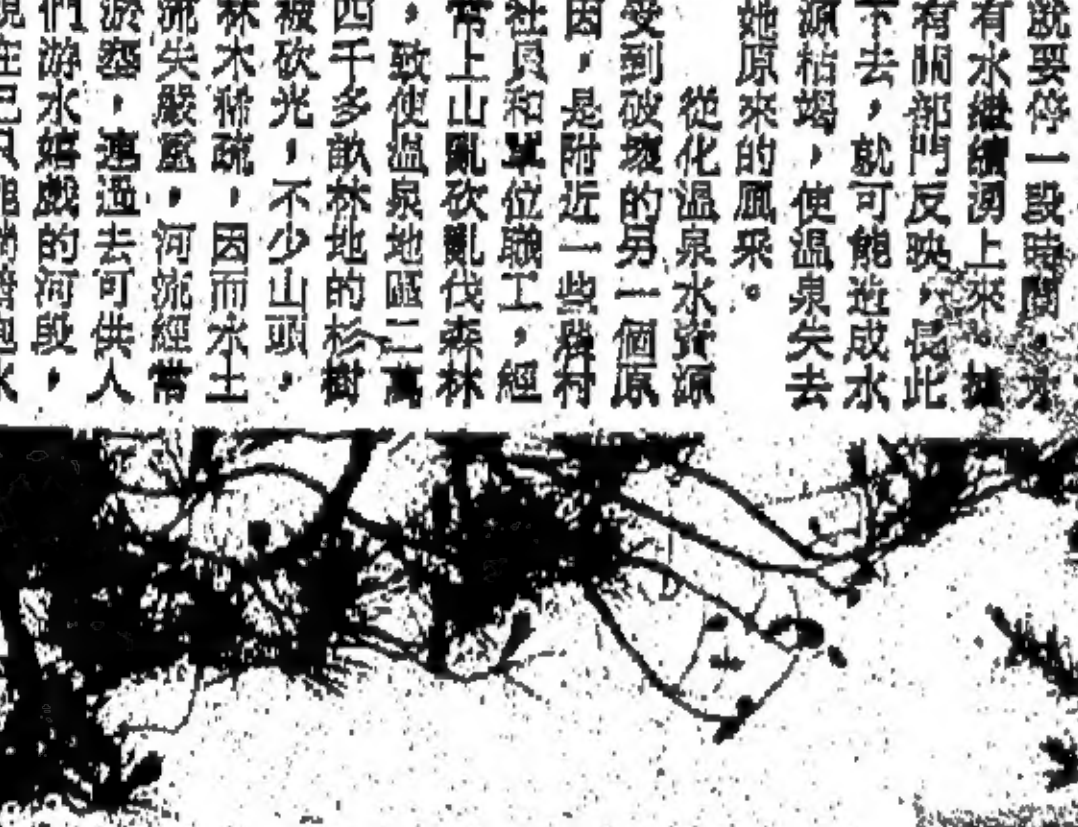 就要停一段時間，水
有水繼續湧上來。據
有關部門反映，長此
下去，就可能造成水
源枯竭，使溫泉失去
她原來的風采。
從化溫泉水資源
受到破壞的另一個原
因，是附近一些農村
社員和單位職工，經
常上山亂砍亂伐森林
，致使溫泉地區二萬
四千多畝林地的杉樹
被砍光，不少山頭，
林木稀疏，因而水土
流失嚴重，河流經常
淤塞，連過去可供人
們游水嬉戲的河段，
現在已只能